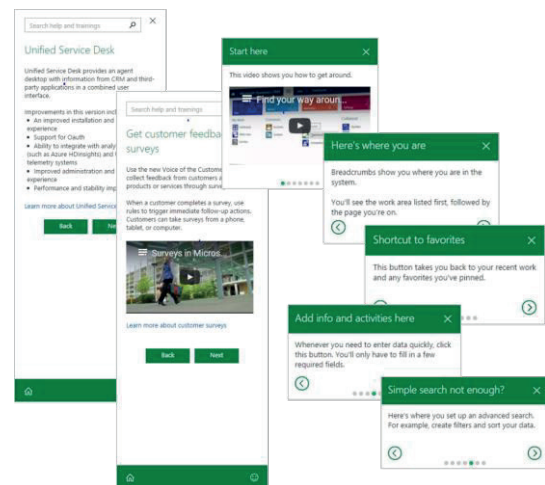 Search help and trainings
Unified Service Desk
Unified Service Desk provides an agent
desktop with information from CRM and third-
party applications in a combined user
interface.
Improvements in this version inclu
• An improved installation and
experience
• Support for Oauth
• Ability to integrate with analy
(such as Azure HDInsights) and
telemetry systems
• Improved administration and
experience
• Performance and stability imp
Learn more about Unified Service
Back
Ne
Search help and trainings
Get customer feedba
surveys
Use the new Voice of the Custome
collect feedback from customers a
products or services through surve
When a customer completes a survey, use
rules to trigger immediate follow-up actions.
Customers can take surveys from a phone,
tablet, or computer.
Surveys in Micros...
Learn more about customer surveys
Back
Next
Start here
This video shows you how to get around.
Find your way aroun...
Here's where you are
Breadcrumbs show you where you are in the
system.
You'll see the work area listed first, followed by
the page you're on.
Shortcut to favorites
This button takes you back to your recent work
and any favorites you've pinned.
Add info and activities here
Whenever you need to enter data quickly, click
this button. You'll only have to fill in a few
required fields.
Simple search not enough?
Here's where you set up an advanced search.
For example, create filters and sort your data.